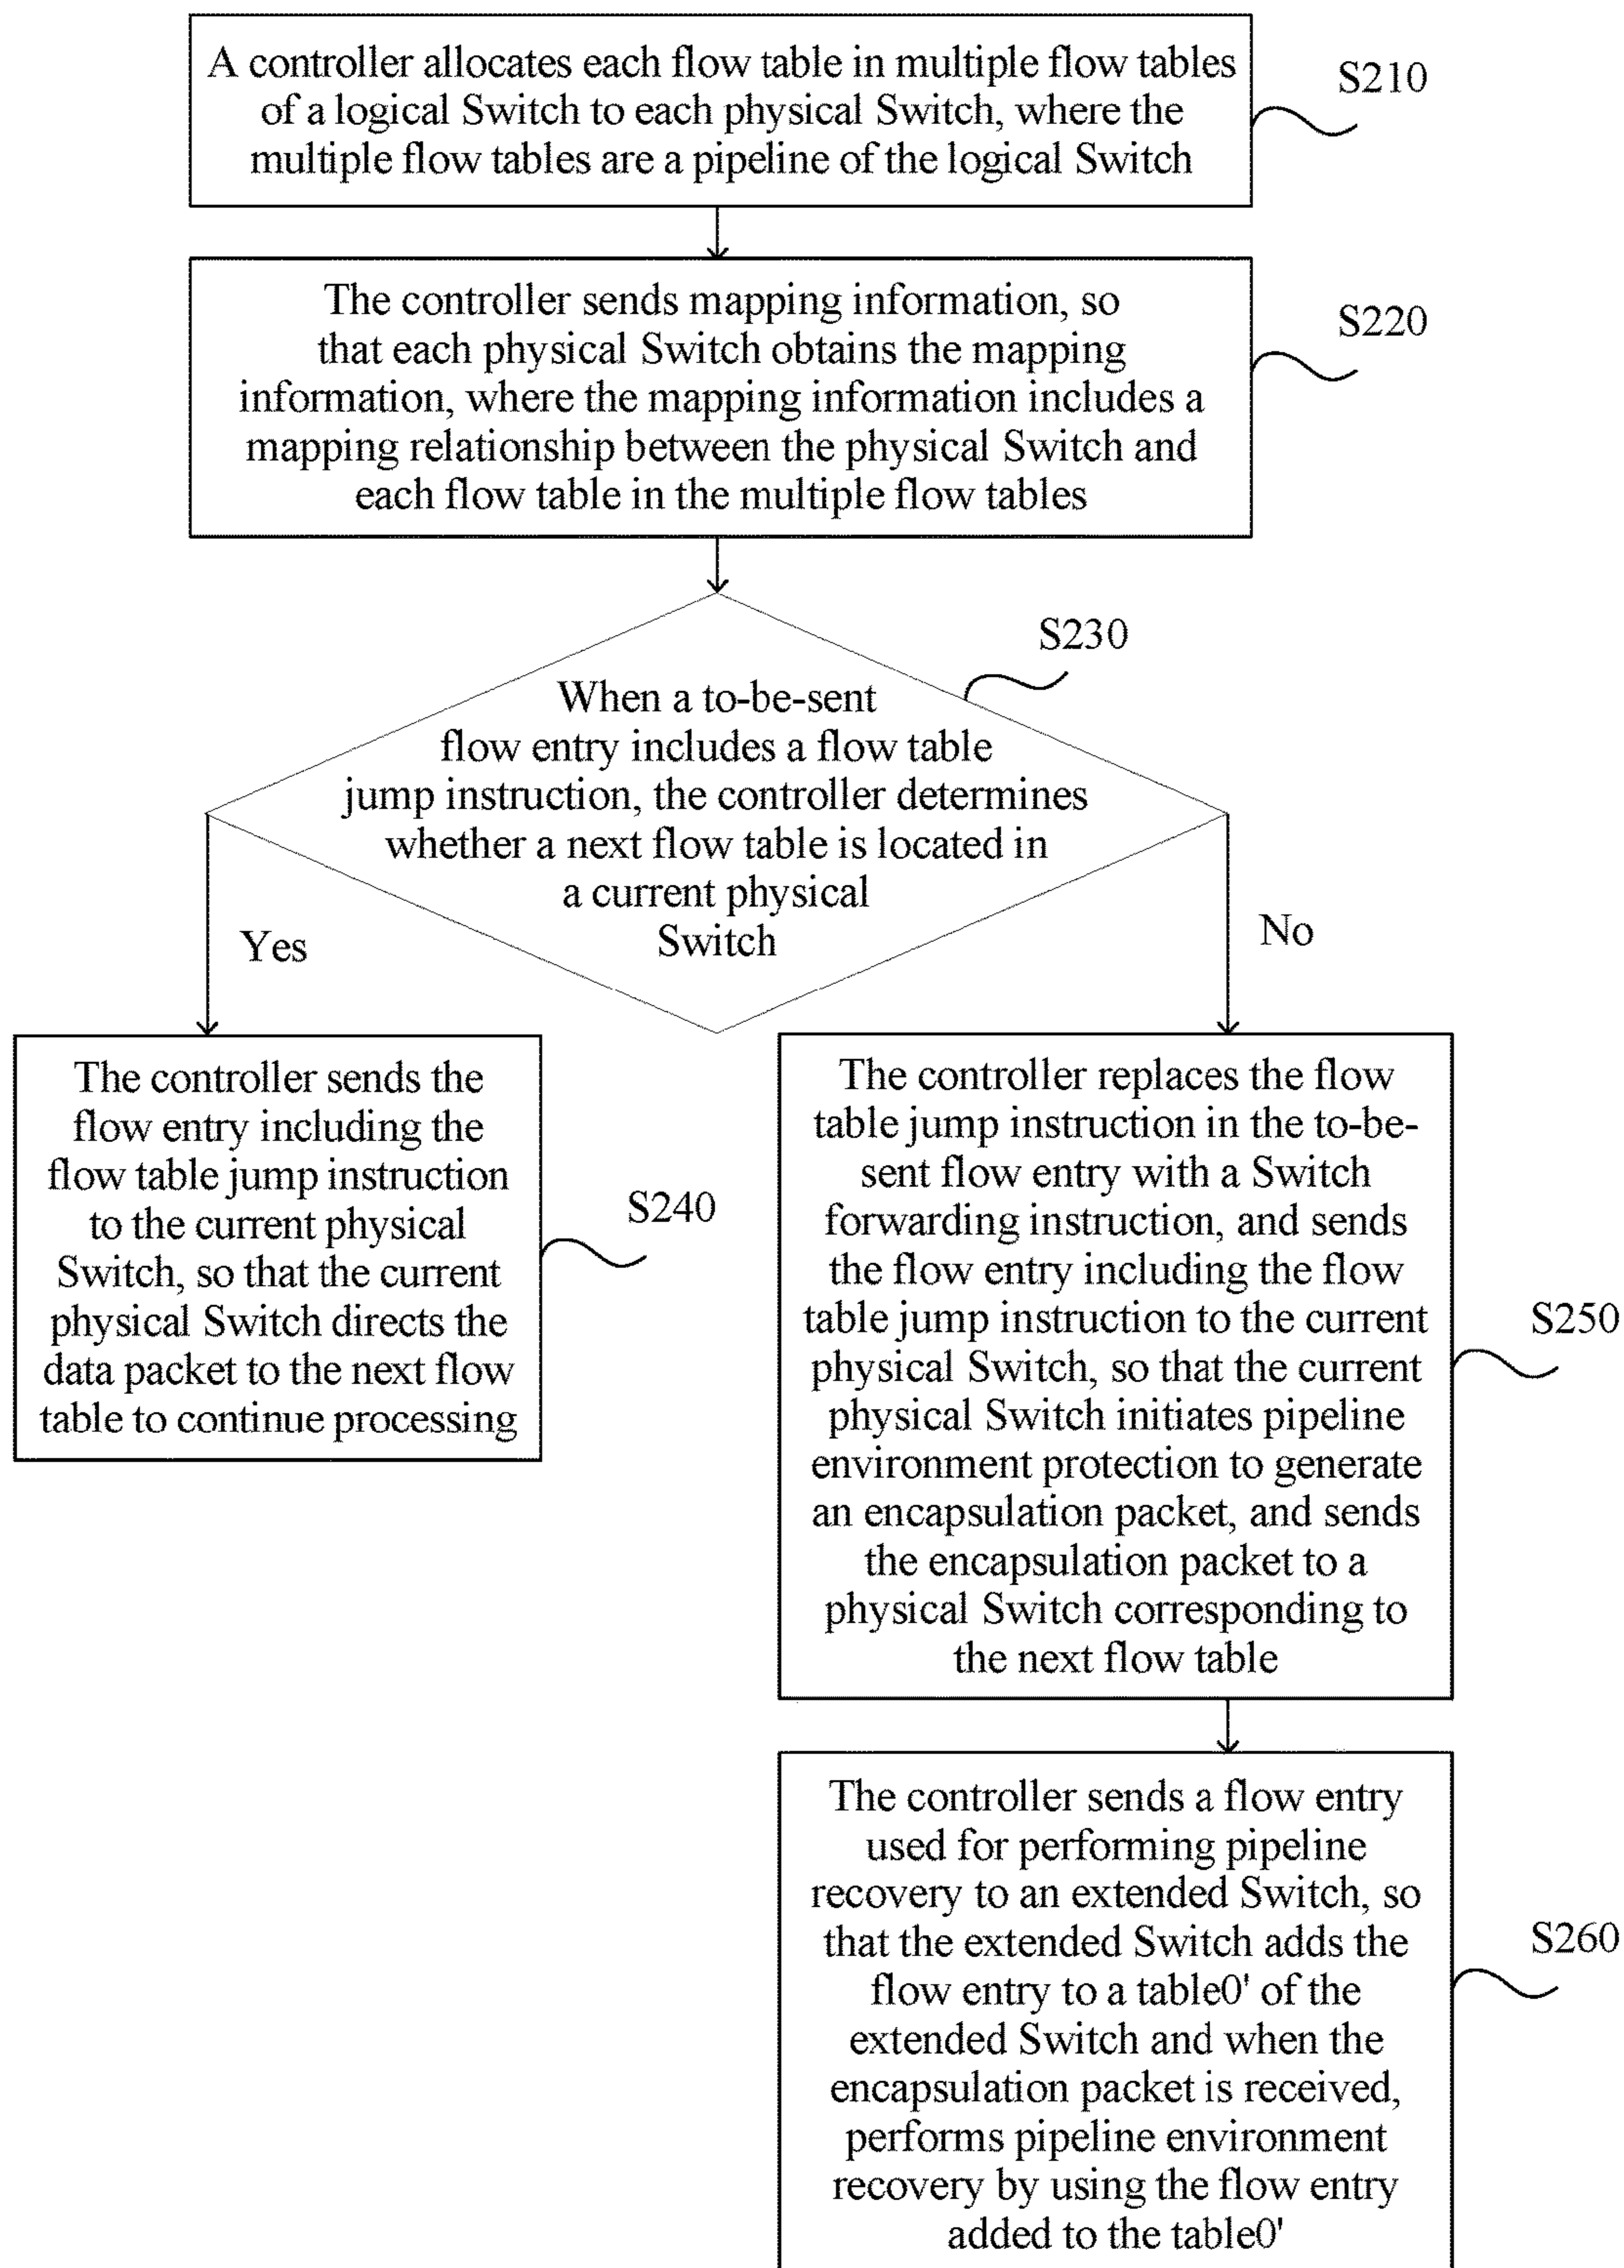 A controller allocates each flow table in multiple flow tables
of a logical Switch to each physical Switch, where the
multiple flow tables are a pipeline of the logical Switch
S210
The controller sends mapping information, so
that each physical Switch obtains the mapping
information, where the mapping information includes a
mapping relationship between the physical Switch and
each flow table in the multiple flow tables
S220
S230
When a to-be-sent
flow entry includes a flow table
jump instruction, the controller determines
whether a next flow table is located in
a current physical
Switch
Yes
No
The controller sends the
flow entry including the
flow table jump instruction
to the current physical
Switch, so that the current
physical Switch directs the
data packet to the next flow
table to continue processing
S240
The controller replaces the flow
table jump instruction in the to-be-
sent flow entry with a Switch
forwarding instruction, and sends
the flow entry including the flow
table jump instruction to the current
physical Switch, so that the current
physical Switch initiates pipeline
environment protection to generate
an encapsulation packet, and sends
the encapsulation packet to a
physical Switch corresponding to
the next flow table
S250
The controller sends a flow entry
used for performing pipeline
recovery to an extended Switch, so
that the extended Switch adds the
flow entry to a table0' of the
extended Switch and when the
encapsulation packet is received,
performs pipeline environment
recovery by using the flow entry
added to the table0'
S260